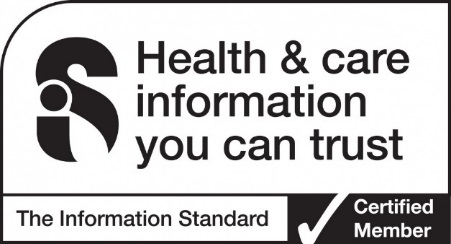 Health & care
information
you can trust
The Information Standard
Certified
Member